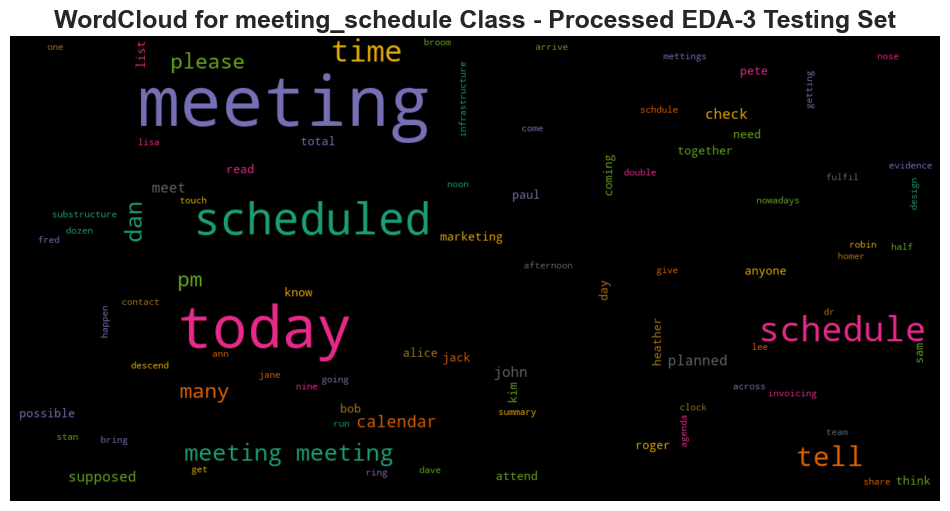 WordCloud for meeting_schedule Class - Processed EDA-3 Testing Set
one
list
please
time
broom
arrive
mettings
nose
meeting
infrastructure
pete
getting
schdule
check
need
lisa
total
come
together
read
meet
noon
paul
coming
double
fulfil
evidence
design
touch
nowadays
substructure
dozen
fred
dan
scheduled
marketing
robin
half
homer
afternoon
give
anyone
pm
know
day
contact
happen
today
dr
schedule
heather
lee
sam
ann
alice
jack
planned
descend
jane
nine
going
john
kim
across
invoicing
many
possible
bob
run
calendar
summary
clock
agenda
team
stan
bring
meeting meeting
roger
tell
supposed
get
ring
dave
attend
share
think